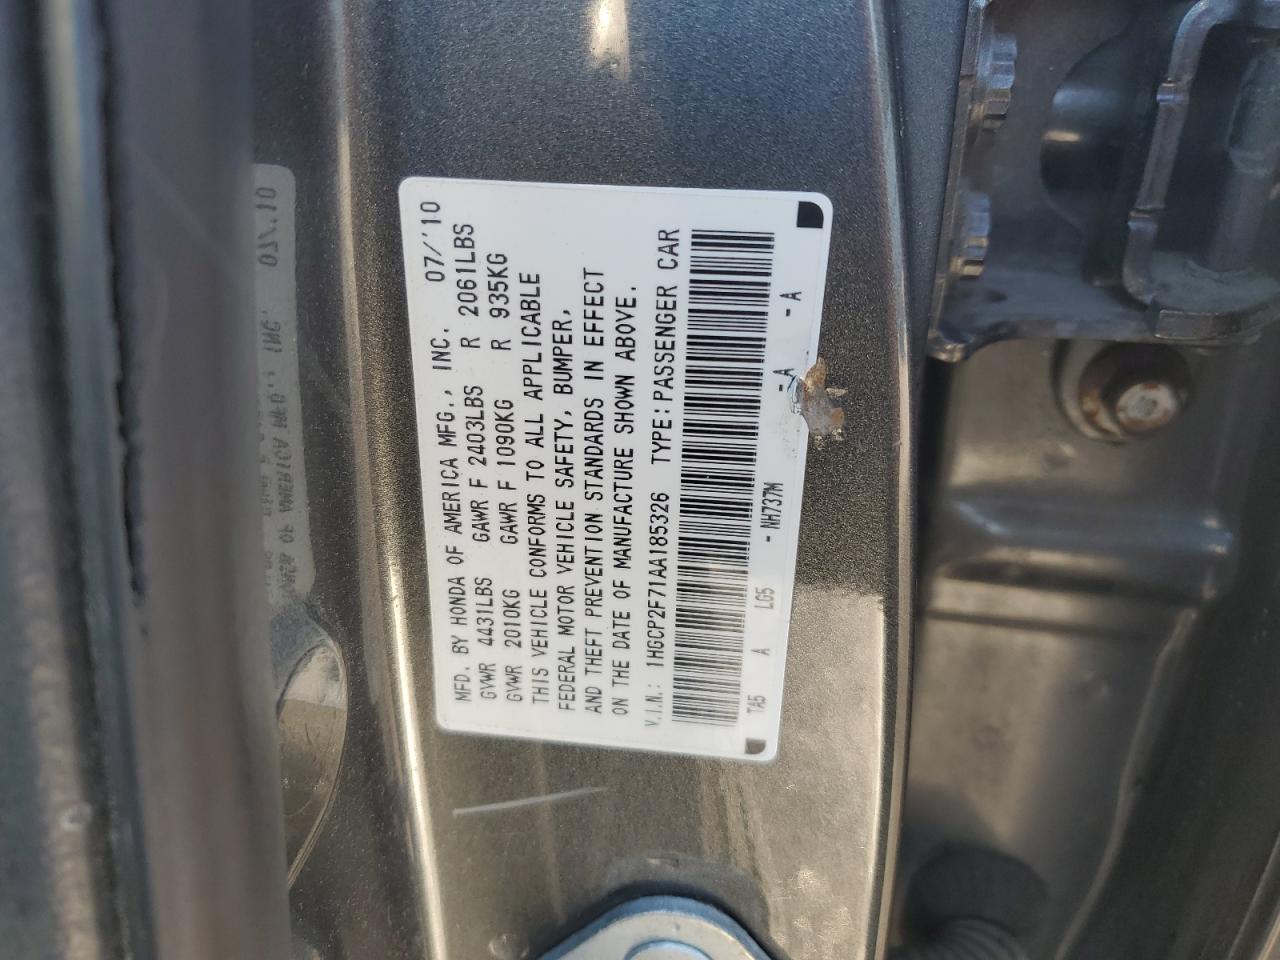 MFD. BY HONDA OF AMERICA MFG., INC. 07/'10
GVWR 4431LBS GAWR F 2403LBS R 2061LBS
GVWR 2010KG GAWR F 1090KG R 935KG
THIS VEHICLE CONFORMS TO ALL APPLICABLE
FEDERAL MOTOR VEHICLE SAFETY, BUMPER,
AND THEFT PREVENTION STANDARDS IN EFFECT
ON THE DATE OF MANUFACTURE SHOWN ABOVE.
V.I.N.: 1HGCP2F71AA185326 TYPE:PASSENGER CAR
TA5 A LG5 - NH737M -A - A